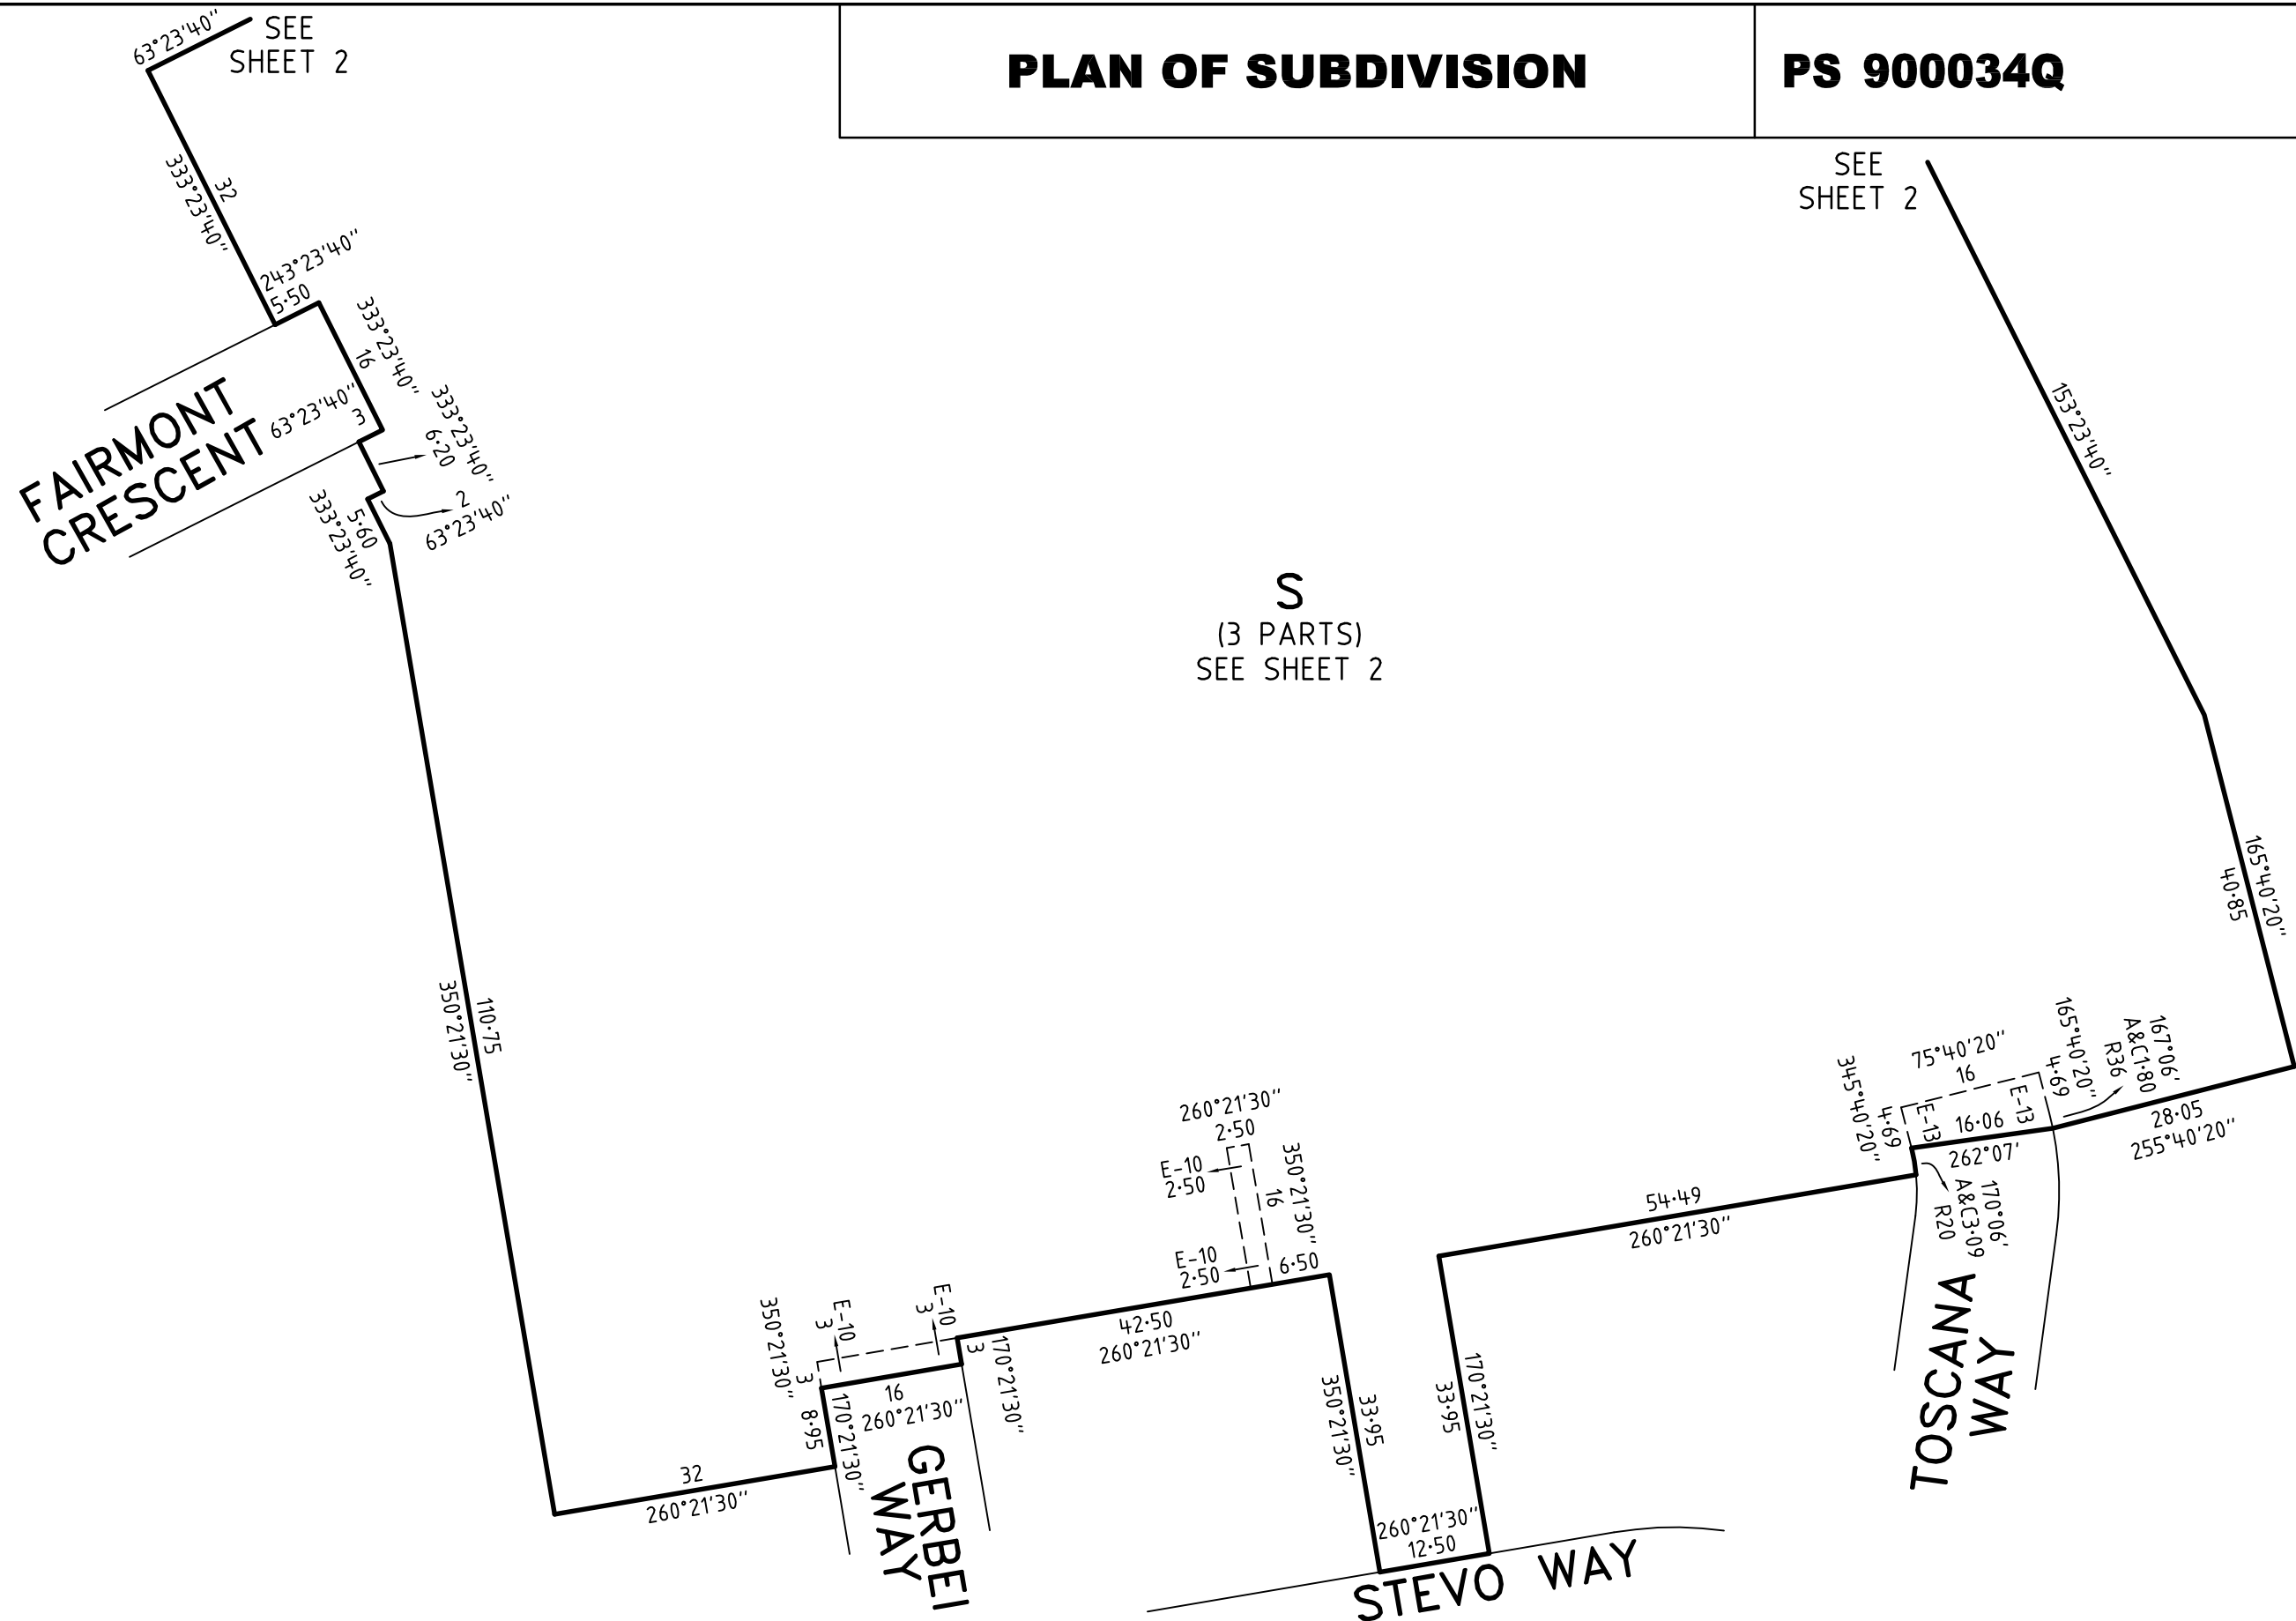 PLAN OF SUBDIVISION
PS 900034Q
63°23'40"
SEE
SHEET 2
32
333°23'40"
243°23'40"
5·50
333°23'40"
16
FAIRMONT
CRESCENT
63°23'40"
3
333°23'40"
6·20
2
63°23'40"
5·60
333°23'40"
SEE
SHEET 2
153°23'40"
S
(3 PARTS)
SEE SHEET 2
165°40'20"
40·85
110·75
350°21'30"
75°40'20"
16
345°40'20"
4·69
E-13
E-13
165°40'20"
4·69
167°06'
A&C1·80
R36
16·06
262°07'
28·05
255°40'20"
170°06'
A&C3·09
R20
260°21'30"
2·50
E-10
2·50
350°21'30"
16
E-10
2·50
6·50
54·49
260°21'30"
350°21'30"
3
E-10
3
E-10
3
3
170°21'30"
42·50
260°21'30"
16
260°21'30"
8·95
170°21'30"
32
260°21'30"
GERBEI
WAY
33·95
350°21'30"
170°21'30"
33·95
260°21'30"
12·50
STEVO WAY
TOSCANA
WAY